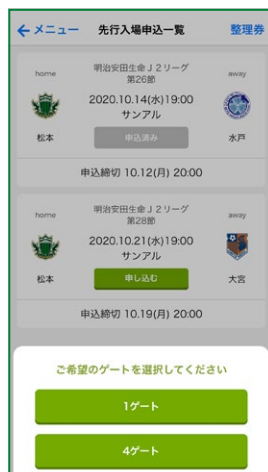 メニュー 先行入場申込一覧 整理券
home 明治安田生命J2リーグ away
第26節
2020.10.14(水)19:00
サンアル
松本 申込済み 水戸
申込締切 10.12(月) 20:00
home 明治安田生命J2リーグ away
第28節
2020.10.21(水)19:00
サンアル
松本 申し込む 大宮
申込締切 10.19(月) 20:00
ご希望のゲートを選択してください
1ゲート
4ゲート